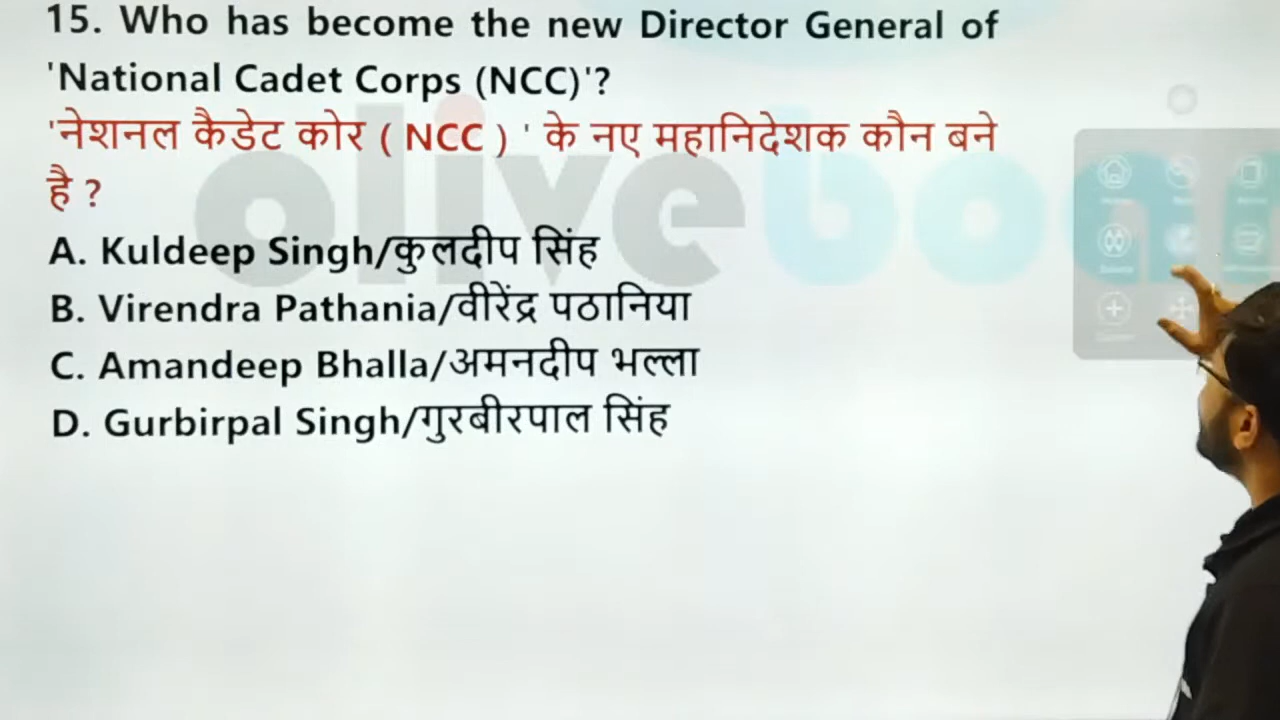 15. Who has become the new Director General of
'National Cadet Corps (NCC)'?
'नेशनल कैडेट कोर ( NCC ) ' के नए महानिदेशक कौन बने
है ?
A. Kuldeep Singh/कुलदीप सिंह
B. Virendra Pathania/वीरेंद्र पठानिया
C. Amandeep Bhalla/अमनदीप भल्ला
D. Gurbirpal Singh/गुरबीरपाल सिंह